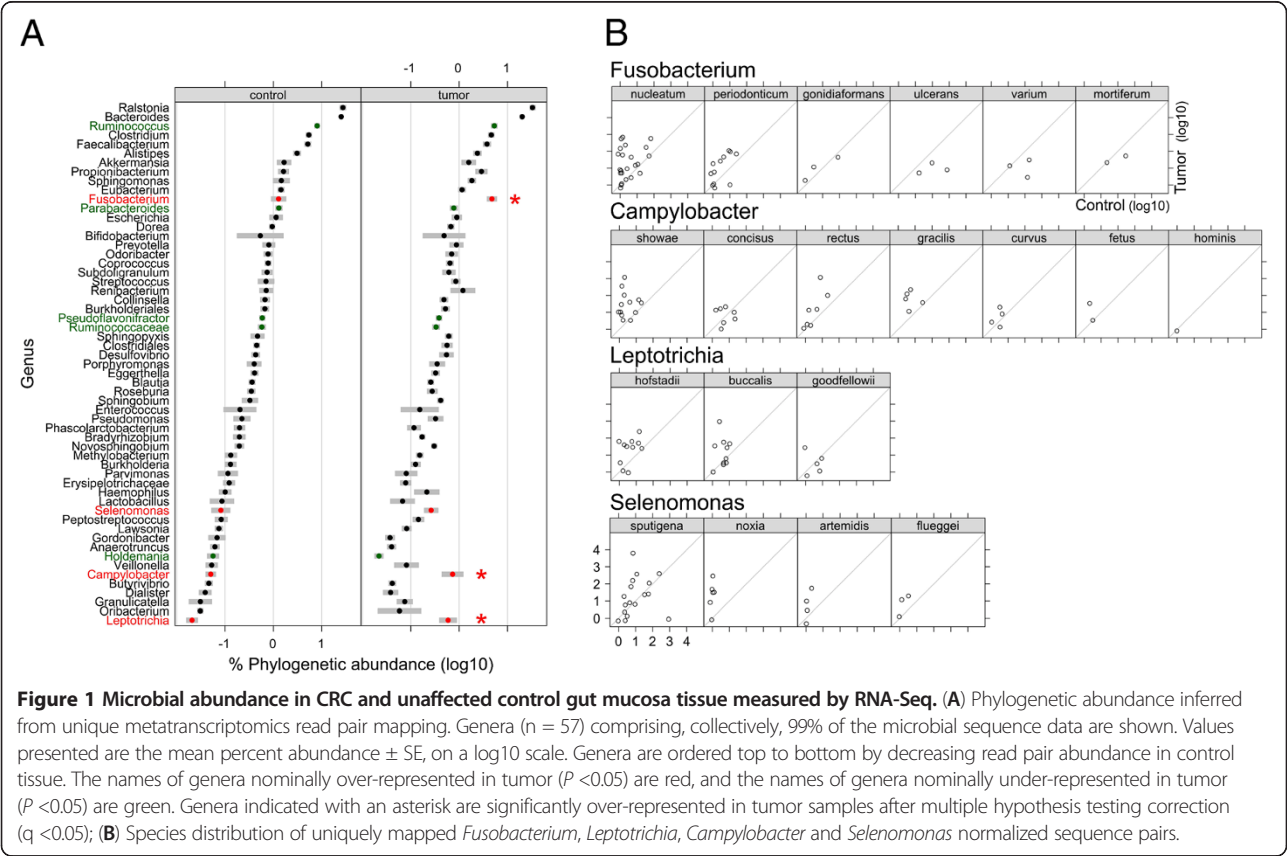 A
B
-1 0 1
control tumor
Ralstonia
Bacteroides
Ruminococcus
Clostridium
Faecalibacterium
Alistipes
Akkermansia
Propionibacterium
Sphingomonas
Eubacterium
Fusobacterium *
Parabacteroides
Escherichia
Dorea
Bifidobacterium
Prevotella
Odoribacter
Coprococcus
Subdoligranulum
Streptococcus
Renibacterium
Collinsella
Burkholderiales
Pseudoflavonifractor
Ruminococcaceae
Sphingopyxis
Clostridiales
Desulfovibrio
Porphyromonas
Eggerthella
Blautia
Roseburia
Sphingobium
Enterococcus
Pseudomonas
Phascolarctobacterium
Bradyrhizobium
Novosphingobium
Methylobacterium
Burkholderia
Parvimonas
Erysipelotrichaceae
Haemophilus
Lactobacillus
Selenomonas
Peptostreptococcus
Lawsonia
Gordonibacter
Anaerotruncus
Holdemania
Veillonella
Campylobacter *
Butyrivibrio
Dialister
Granulicatella
Oribacterium
Leptotrichia *
Genus
-1 0 1
% Phylogenetic abundance (log10)
Fusobacterium
nucleatum periodonticum gonidiaformans ulcerans varium mortiferum
Tumor (log10)
Control (log10)
Campylobacter
showae concisus rectus gracilis curvus fetus hominis
Leptotrichia
hofstadii buccalis goodfellowii
Selenomonas
sputigena noxia artemidis flueggei
4
3
2
1
0
0 1 2 3 4
Figure 1 Microbial abundance in CRC and unaffected control gut mucosa tissue measured by RNA-Seq. (A) Phylogenetic abundance inferred
from unique metatranscriptomics read pair mapping. Genera (n = 57) comprising, collectively, 99% of the microbial sequence data are shown. Values
presented are the mean percent abundance ± SE, on a log10 scale. Genera are ordered top to bottom by decreasing read pair abundance in control
tissue. The names of genera nominally over-represented in tumor (P <0.05) are red, and the names of genera nominally under-represented in tumor
(P <0.05) are green. Genera indicated with an asterisk are significantly over-represented in tumor samples after multiple hypothesis testing correction
(q <0.05); (B) Species distribution of uniquely mapped Fusobacterium, Leptotrichia, Campylobacter and Selenomonas normalized sequence pairs.